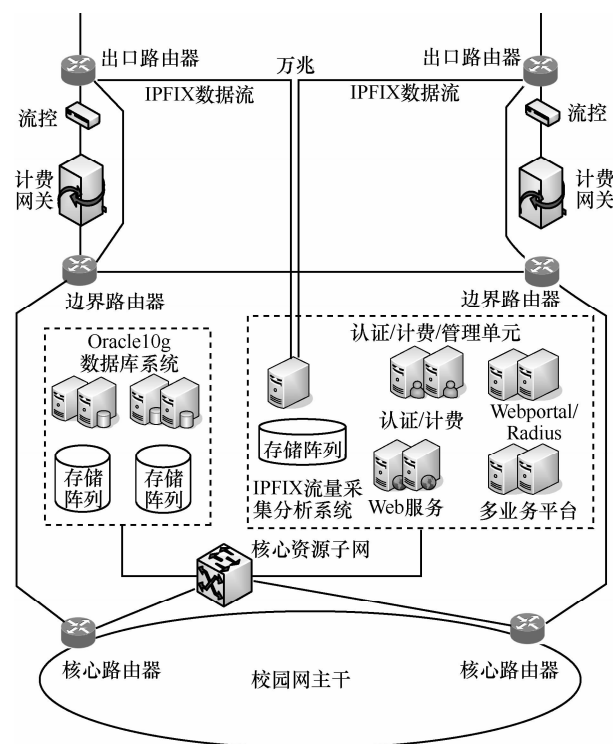 出口路由器
万兆
出口路由器
IPFIX数据流
IPFIX数据流
流控
流控
计费
网关
计费
网关
边界路由器
边界路由器
Oracle10g
数据库系统
存储
阵列
存储
阵列
认证/计费/管理单元
存储阵列
IPFIX流量采
集分析系统
认证/计费
Webportal/
Radius
Web服务
多业务平台
核心资源子网
核心路由器
核心路由器
校园网主干